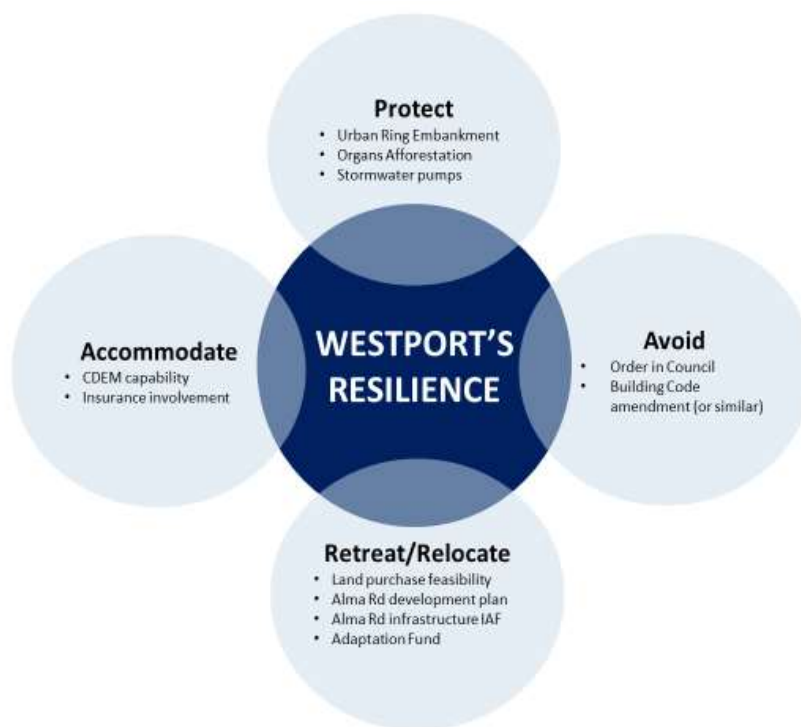 Protect
• Urban Ring Embankment
• Organs Afforestation
• Stormwater pumps
Accommodate
• CDEM capability
• Insurance involvement
WESTPORT'S
RESILIENCE
Avoid
• Order in Council
• Building Code
amendment (or similar)
Retreat/Relocate
• Land purchase feasibility
• Alma Rd development plan
• Alma Rd infrastructure IAF
• Adaptation Fund